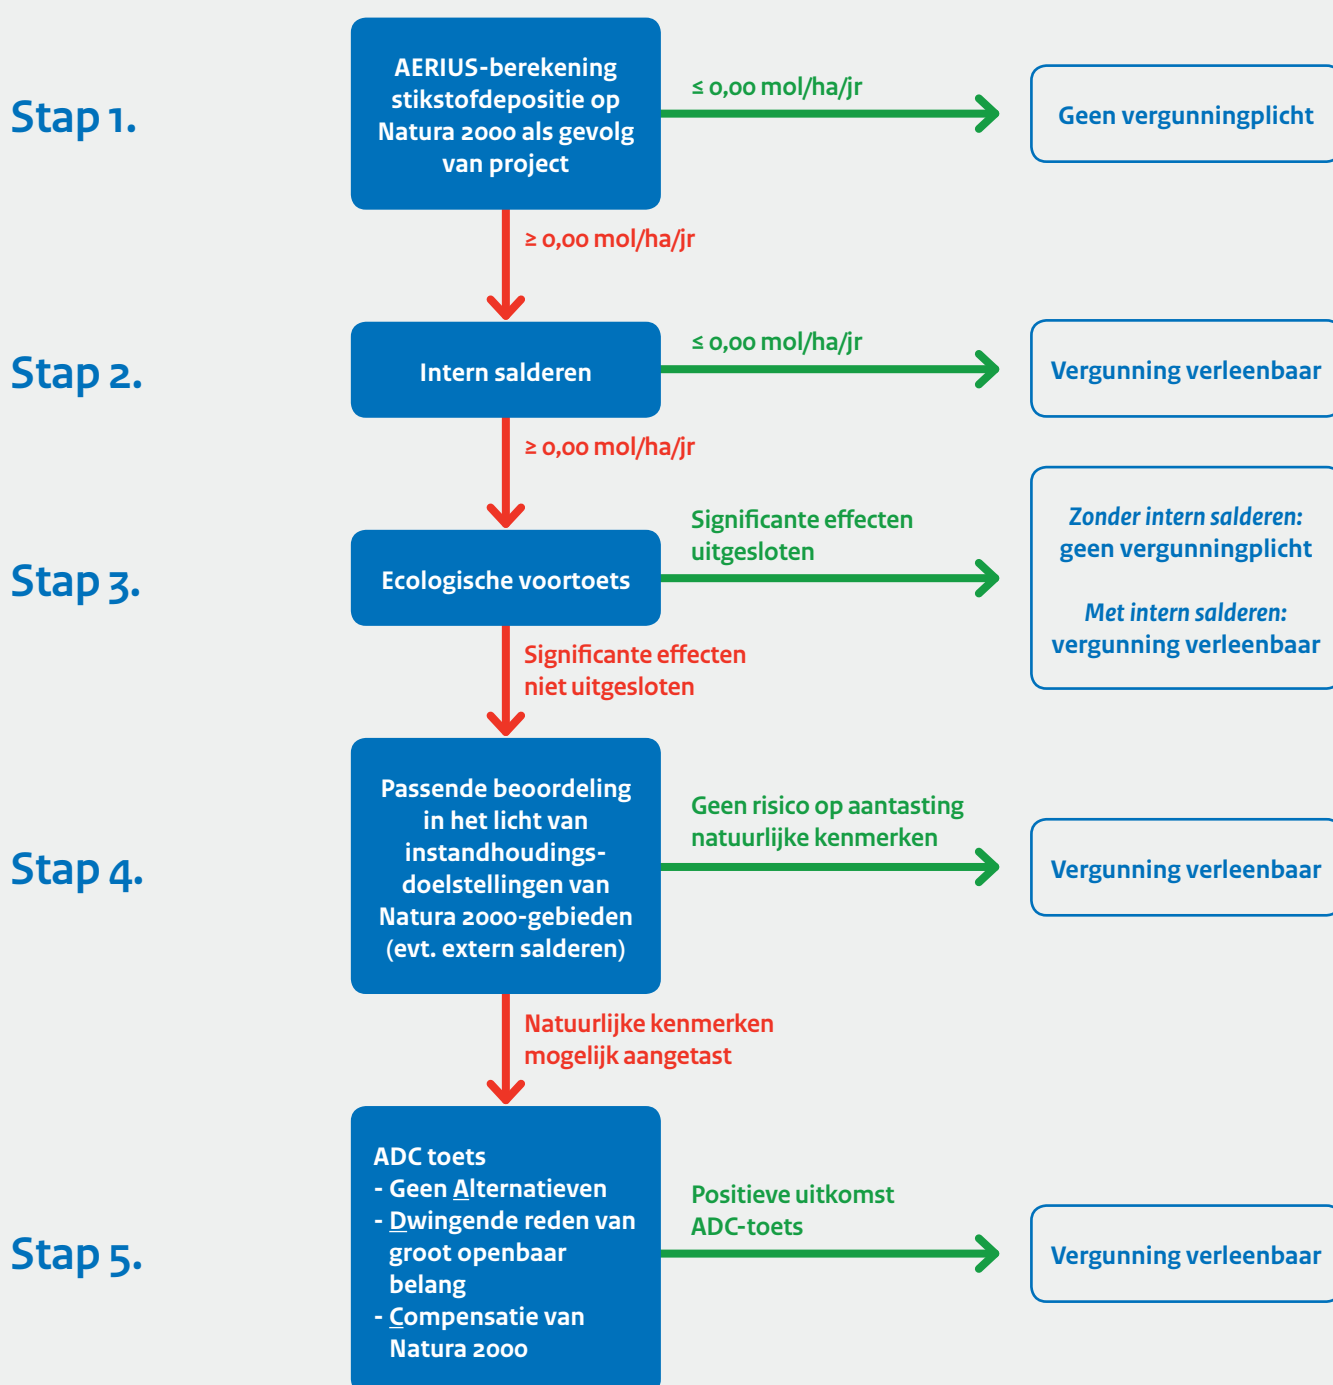 Stap 1.
AERIUS-berekening
stikstofdepositie op
Natura 2000 als gevolg
van project
≤ 0,00 mol/ha/jr
Geen vergunningplicht
≥ 0,00 mol/ha/jr
Stap 2.
Intern salderen
≤ 0,00 mol/ha/jr
Vergunning verleenbaar
≥ 0,00 mol/ha/jr
Stap 3.
Ecologische voortoets
Significante effecten
uitgesloten
Zonder intern salderen:
geen vergunningplicht
Met intern salderen:
vergunning verleenbaar
Significante effecten
niet uitgesloten
Stap 4.
Passende beoordeling
in het licht van
instandhoudings-
doelstellingen van
Natura 2000-gebieden
(evt. extern salderen)
Geen risico op aantasting
natuurlijke kenmerken
Vergunning verleenbaar
Natuurlijke kenmerken
mogelijk aangetast
Stap 5.
ADC toets
- Geen Alternatieven
- Dwingende reden van
groot openbaar
belang
- Compensatie van
Natura 2000
Positieve uitkomst
ADC-toets
Vergunning verleenbaar